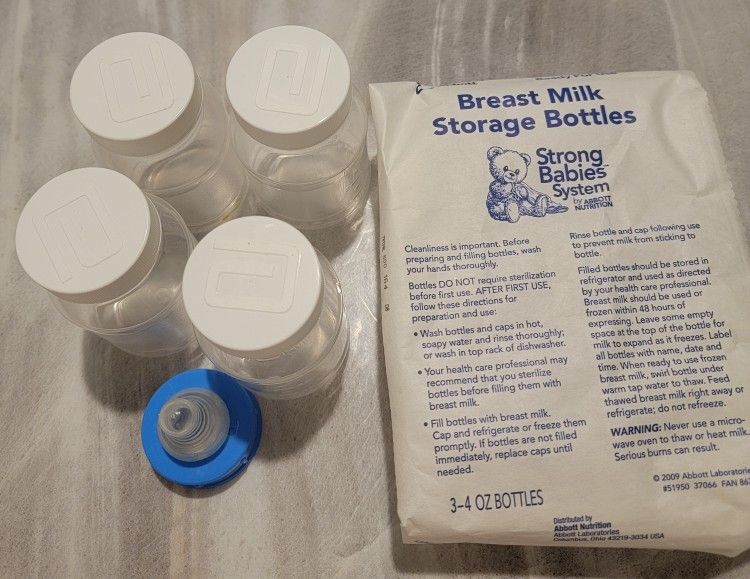 Breast Milk
Storage Bottles
Strong
Babies™
System
by ABBOTT
NUTRITION
Cleanliness is important. Before
preparing and filling bottles, wash
your hands thoroughly.
Bottles DO NOT require sterilization
before first use. AFTER FIRST USE,
follow these directions for
preparation and use:
• Wash bottles and caps in hot,
soapy water and rinse thoroughly;
or wash in top rack of dishwasher.
• Your health care professional may
recommend that you sterilize
bottles before filling them with
breast milk.
• Fill bottles with breast milk.
Cap and refrigerate or freeze them
promptly. If bottles are not filled
immediately, replace caps until
needed.
Rinse bottle and cap following use
to prevent milk from sticking to
bottle.
Filled bottles should be stored in
refrigerator and used as directed
by your health care professional.
Breast milk should be used or
frozen within 48 hours of
expressing. Leave some empty
space at the top of the bottle for
milk to expand as it freezes. Label
all bottles with name, date and
time. When ready to use frozen
breast milk, swirl bottle under
warm tap water to thaw. Feed
thawed breast milk right away or
refrigerate; do not refreeze.
WARNING: Never use a micro-
wave oven to thaw or heat milk.
Serious burns can result.
© 2009 Abbott Laboratorie
#51950 37066 FAN 86
3–4 OZ BOTTLES
Distributed by
Abbott Nutrition
Abbott Laboratories
Columbus, Ohio 43219-3034 USA